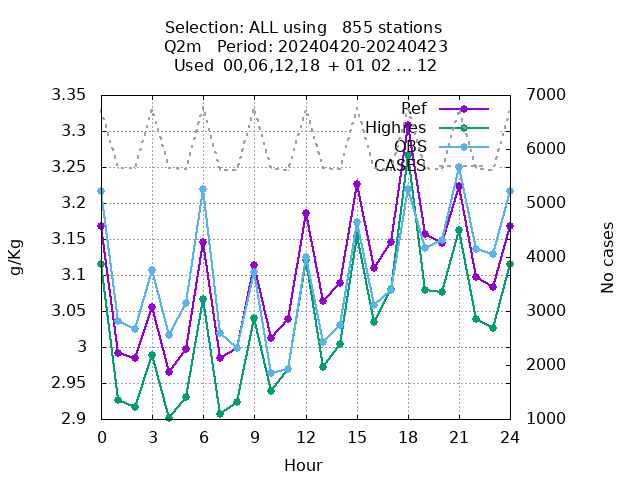 Selection: ALL using   855 stations
Q2m   Period: 20240420-20240423
Used  00,06,12,18 + 01 02 ... 12
3.35
3.3
3.25
3.2
3.15
3.1
3.05
3
2.95
2.9
g/Kg
7000
6000
5000
4000
3000
2000
1000
No cases
Ref
Highres
OBS
CASES
0 3 6 9 12 15 18 21 24
Hour